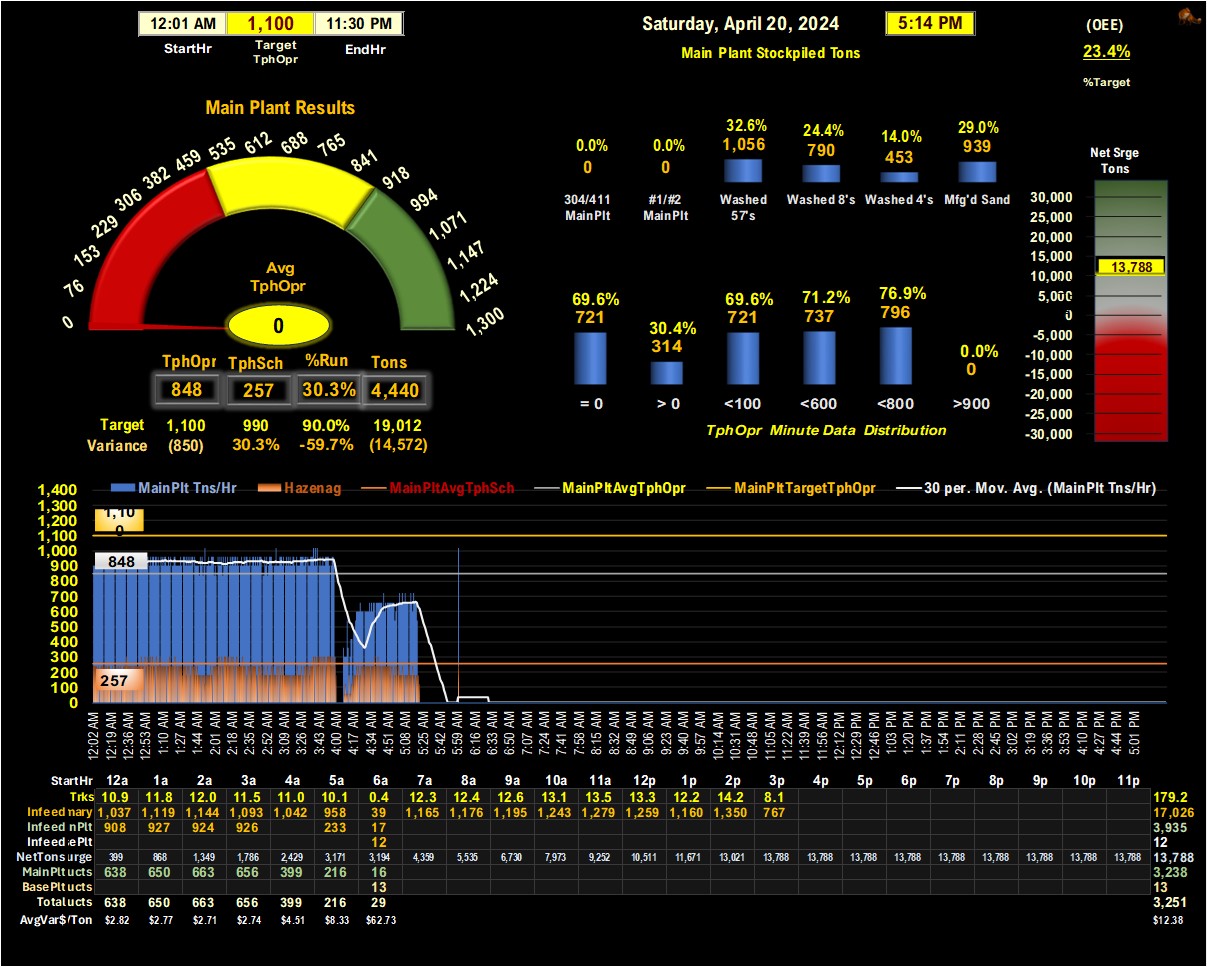 12:01 AM 1,100 11:30 PM
StartHr Target TphOpr EndHr
Saturday, April 20, 2024 5:14 PM
Main Plant Stockpiled Tons
(OEE)
23.4%
%Target
Main Plant Results
0 76 153 229 306 382 459 535 612 688 765 841 918 994 1,071 1,147 1,224 1,300
Avg
TphOpr
0
TphOpr TphSch %Run Tons
848 257 30.3% 4,440
Target 1,100 990 90.0% 19,012
Variance (850) 30.3% -59.7% (14,572)
0.0% 0.0% 32.6% 24.4% 14.0% 29.0%
0 0 1,056 790 453 939
304/411 MainPlt #1/#2 MainPlt Washed 57's Washed 8's Washed 4's Mfg'd Sand
69.6% 30.4% 69.6% 71.2% 76.9% 0.0%
721 314 721 737 796 0
= 0 > 0 <100 <600 <800 >900
TphOpr Minute Data Distribution
Net Srge
Tons
30,000
25,000
20,000
15,000
13,788
10,000
5,000
0
-5,000
-10,000
-15,000
-20,000
-25,000
-30,000
MainPlt Tns/Hr Hazenag MainPltAvgTphSch MainPltAvgTphOpr MainPltTargetTphOpr 30 per. Mov. Avg. (MainPlt Tns/Hr)
1,400
1,300
1,200
1,100
1,000
900
800
700
600
500
400
300
200
100
0
1,10
0
848
257
12:02 AM 12:19 AM 12:36 AM 12:53 AM 1:10 AM 1:27 AM 1:44 AM 2:01 AM 2:18 AM 2:35 AM 2:52 AM 3:09 AM 3:26 AM 3:43 AM 4:00 AM 4:17 AM 4:34 AM 4:51 AM 5:08 AM 5:25 AM 5:42 AM 5:59 AM 6:16 AM 6:33 AM 6:50 AM 7:07 AM 7:24 AM 7:41 AM 7:58 AM 8:15 AM 8:32 AM 8:49 AM 9:06 AM 9:23 AM 9:40 AM 9:57 AM 10:14 AM 10:31 AM 10:48 AM 11:05 AM 11:22 AM 11:39 AM 11:56 AM 12:12 PM 12:29 PM 12:46 PM 1:03 PM 1:20 PM 1:37 PM 1:54 PM 2:11 PM 2:28 PM 2:45 PM 3:02 PM 3:19 PM 3:36 PM 3:53 PM 4:10 PM 4:27 PM 4:44 PM 5:01 PM
StartHr 12a 1a 2a 3a 4a 5a 6a 7a 8a 9a 10a 11a 12p 1p 2p 3p 4p 5p 6p 7p 8p 9p 10p 11p
Trks 10.9 11.8 12.0 11.5 11.0 10.1 0.4 12.3 12.4 12.6 13.1 13.5 13.3 12.2 14.2 8.1 179.2
Infeed mary 1,037 1,119 1,144 1,093 1,042 958 39 1,165 1,176 1,195 1,243 1,279 1,259 1,160 1,350 767 17,026
Infeed nPlt 908 927 924 926 233 17 3,935
Infeed ePlt 12 12
NetTons urge 399 868 1,349 1,786 2,429 3,171 3,194 4,359 5,535 6,730 7,973 9,252 10,511 11,671 13,021 13,788 13,788 13,788 13,788 13,788 13,788 13,788 13,788 13,788 13,788
MainPlt ucts 638 650 663 656 399 216 16 3,238
BasePlt ucts 13 13
Total ucts 638 650 663 656 399 216 29 3,251
AvgVar$/Ton $2.82 $2.77 $2.71 $2.74 $4.51 $8.33 $62.73 $12.38